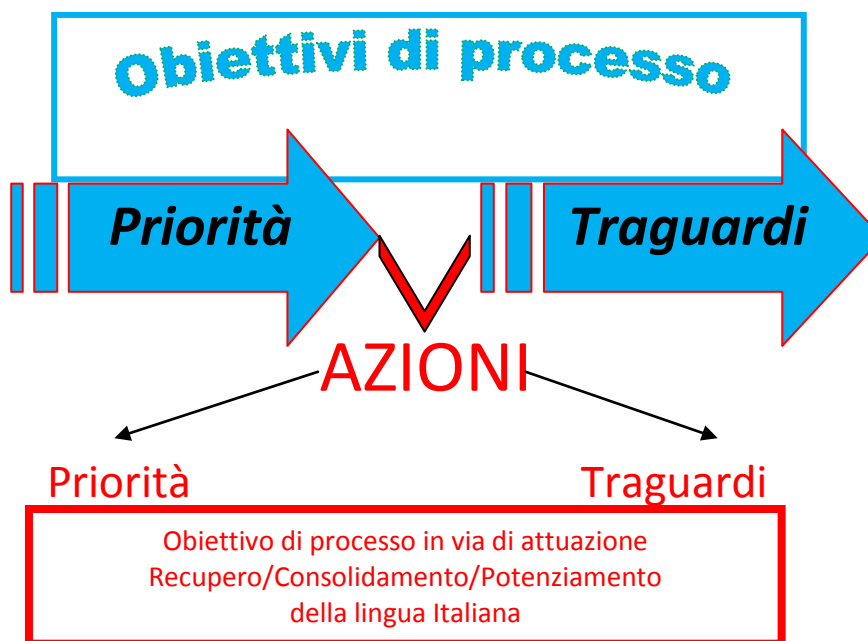 Obiettivi di processo
Priorità
Traguardi
AZIONI
Priorità
Traguardi
Obiettivo di processo in via di attuazione
Recupero/Consolidamento/Potenziamento
della lingua Italiana